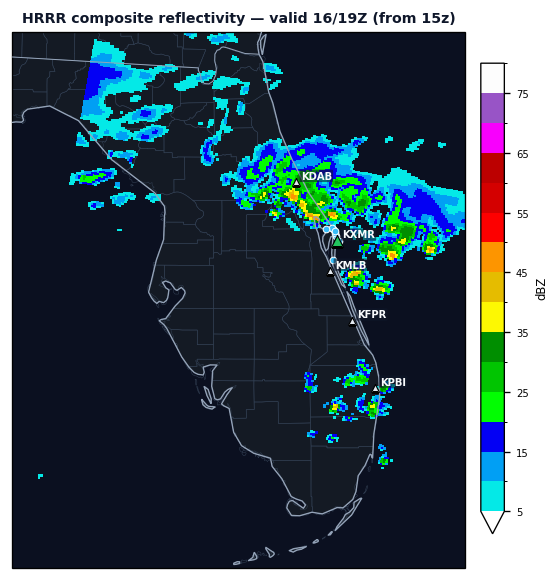 HRRR composite reflectivity — valid 16/19Z (from 15z)
KDAB
KXMR
KMLB
KFPR
KPBI
75
65
55
45
35
25
15
5
dBZ